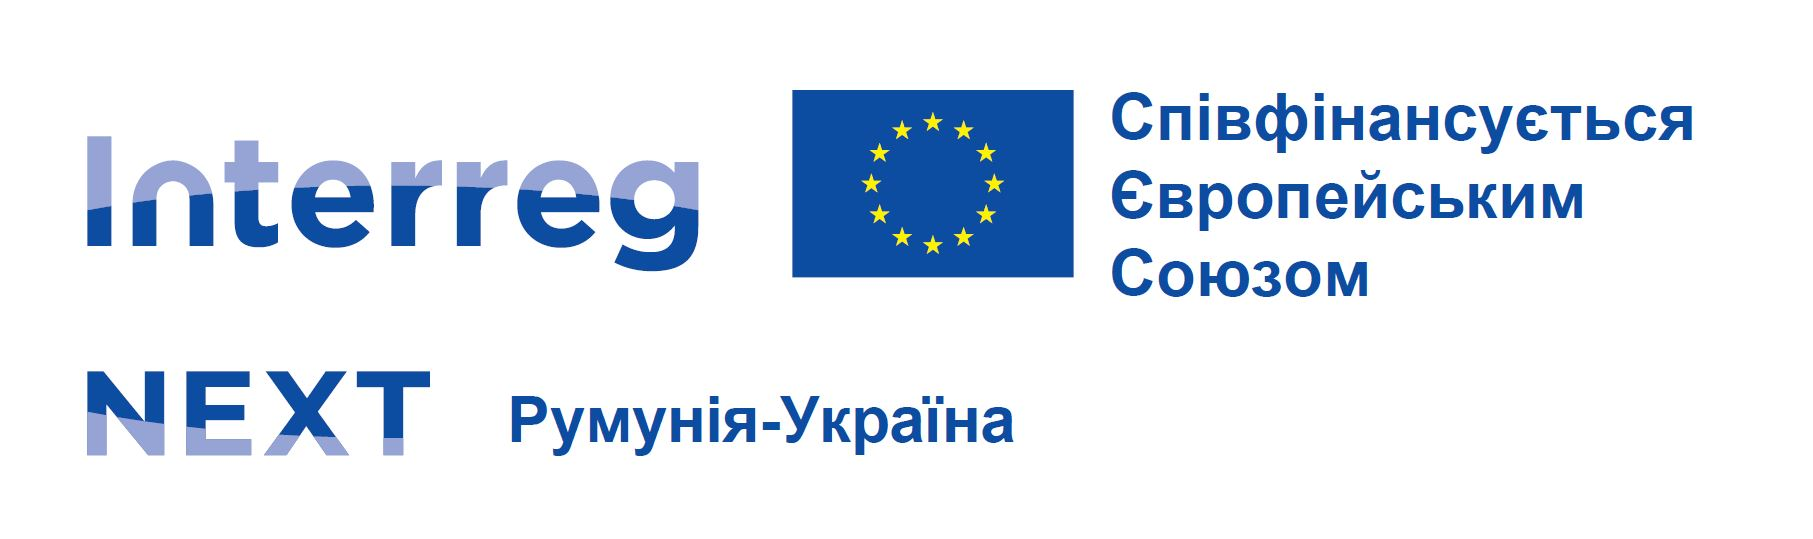 Interreg
Співфінансується
Європейським
Союзом
NEXT Румунія-Україна